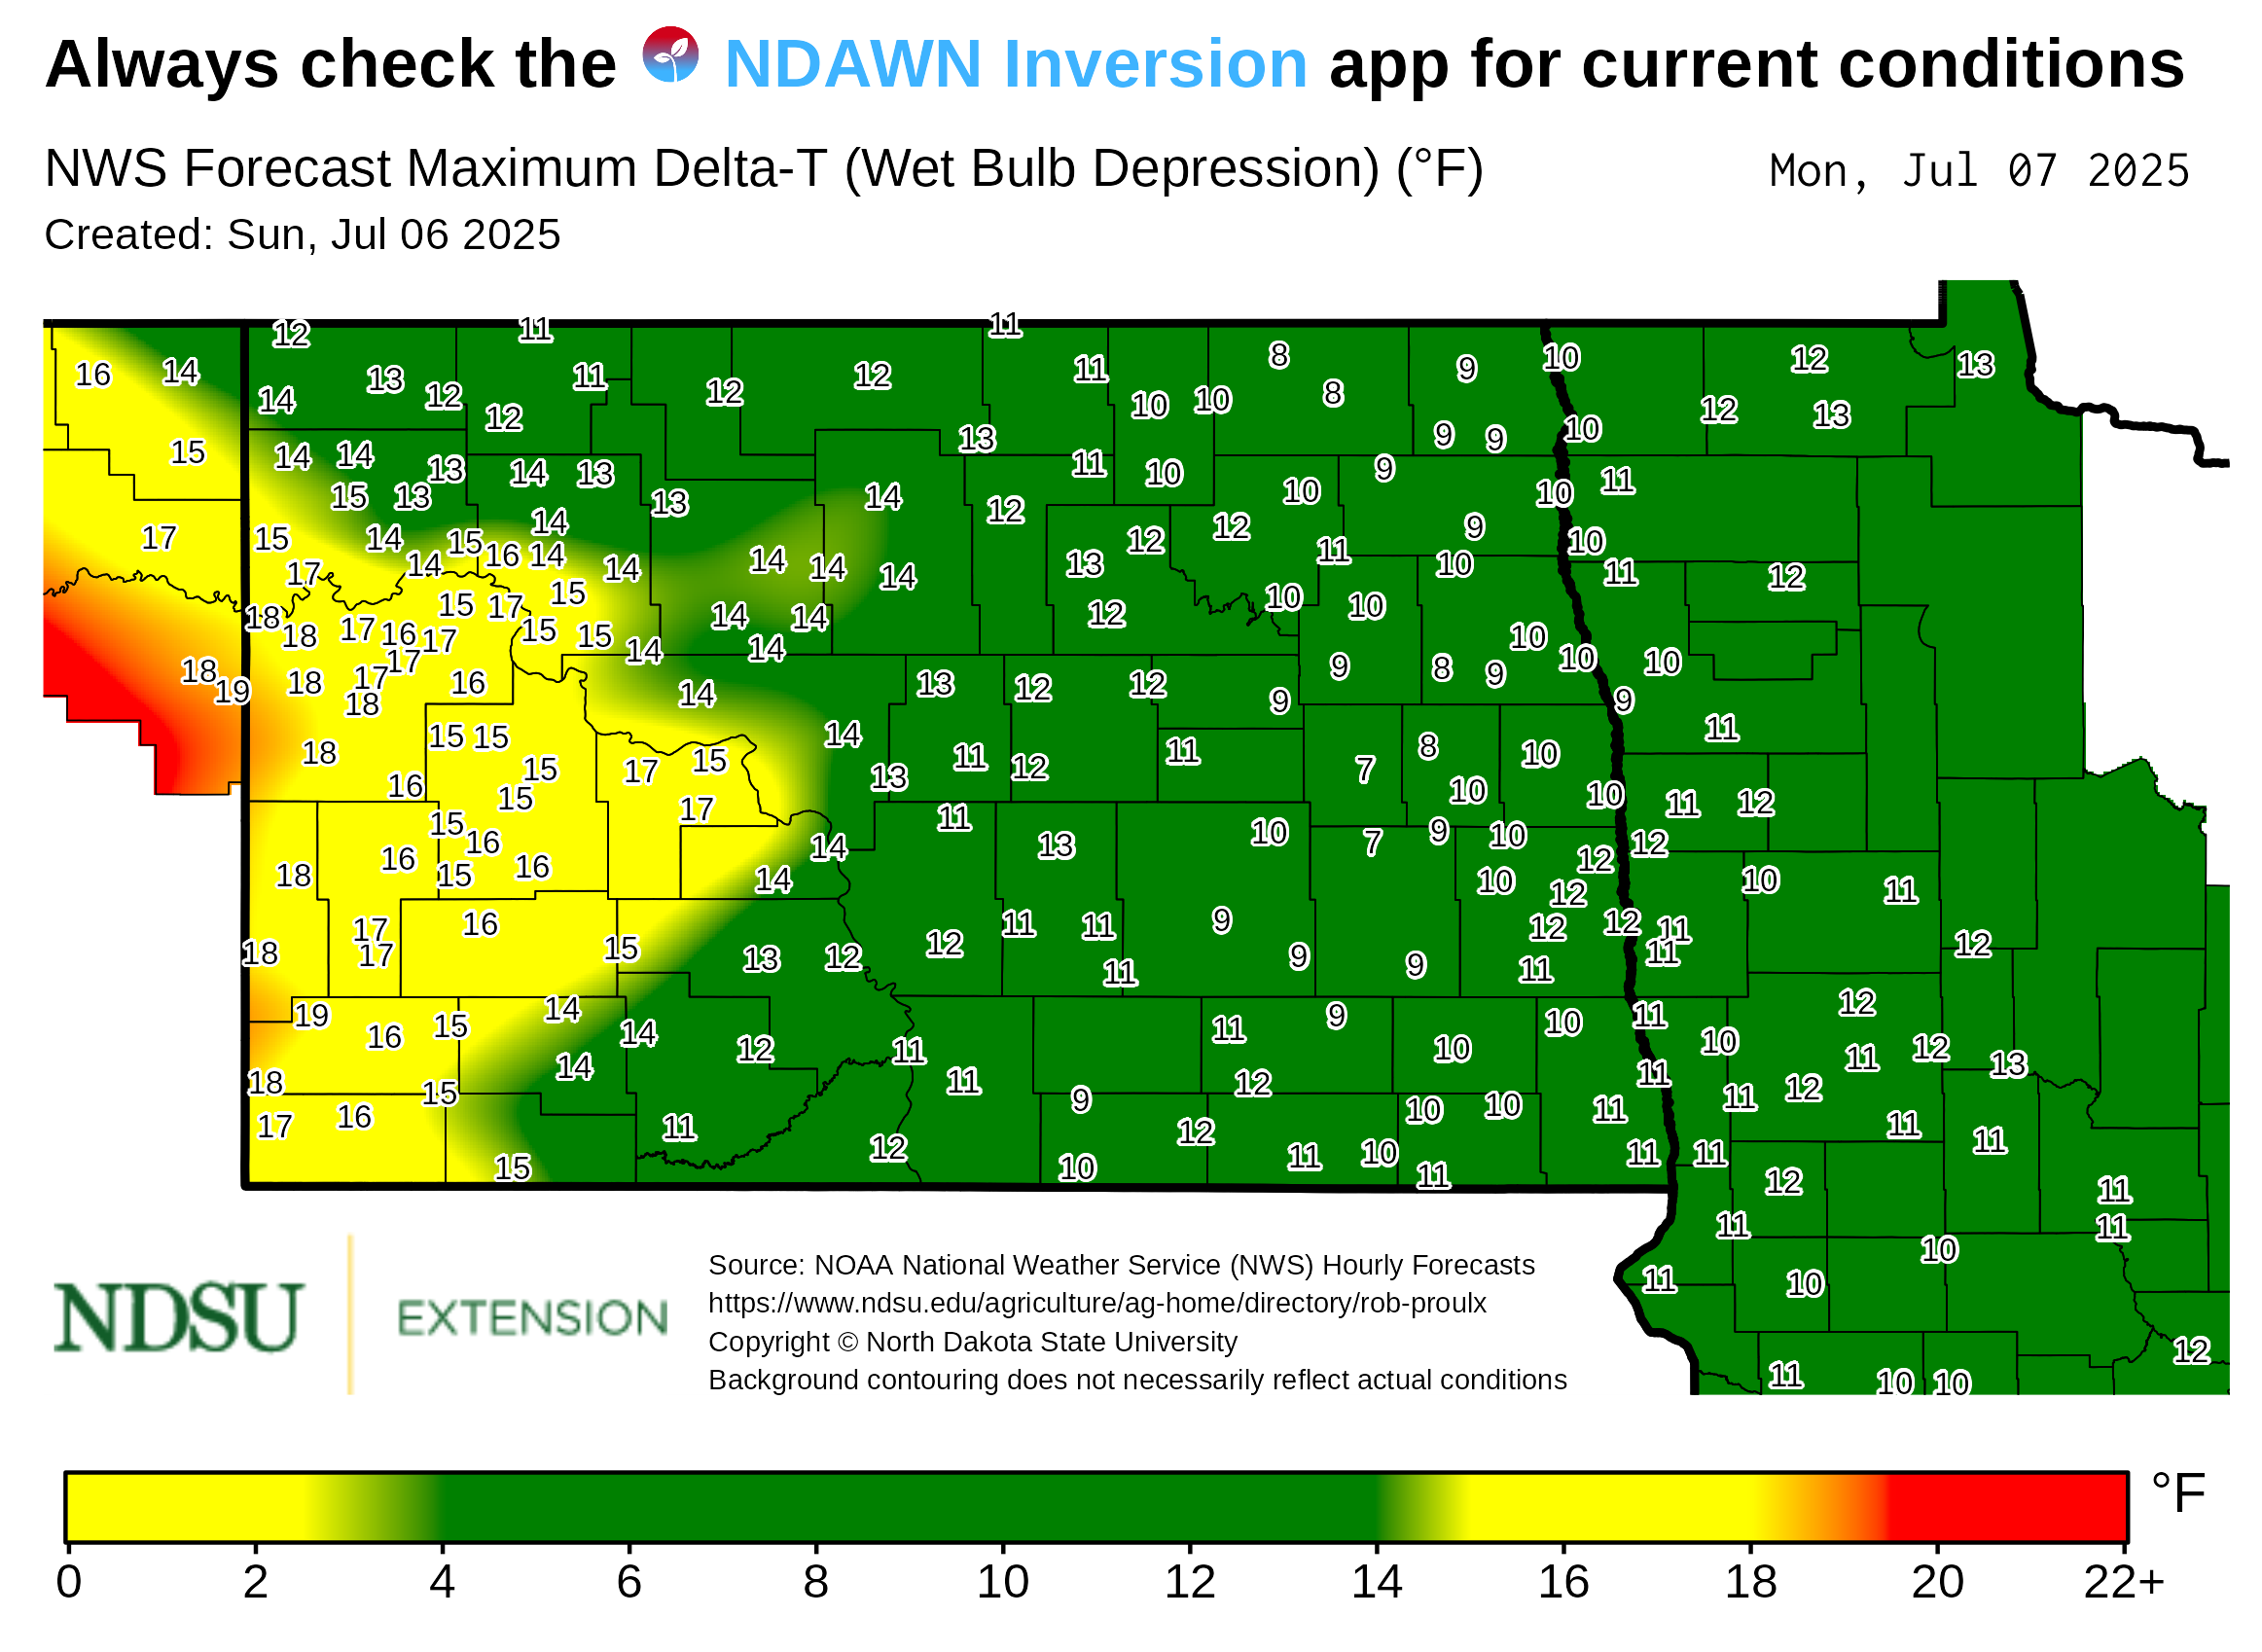 Always check the NDAWN Inversion app for current conditions
NWS Forecast Maximum Delta-T (Wet Bulb Depression) (°F)
Mon, Jul 07 2025
Created: Sun, Jul 06 2025
12 11 11
16 14 13 12 11 12 12 11 8 9 10 12 13
14 12 10 10 8 12 13
15 14 14 13 14 13 13 11 10 9 9 9 10
15 13 13 14 12 10 10 11
17 15 14 15 16 14 14 14 12 12 11 9 10
17 14 14 14 14 13 10 11 12
18 15 17 15 14 14 12 10 10
18 17 16 17 15 15 14 14 10 10 10
18 19 18 17 17 18 16 14 13 12 12 9 9 8 9 9
18 15 15 14 11 12 11 8 10 11
16 15 15 17 15 17 13 7 10 10 11 12
15 16 14 11 13 10 7 9 10 12 12
18 16 15 16 14 10 12 10 11
17 16 11 11 9 12 12 11
18 17 15 13 12 12 11 9 9 11 11 12
19 16 15 14 14 12 11 9 10 11 10 12
14 11 11 12 10 11 11 12 13
18 15 9 10 10 11 11 12
17 16 11 12 12 11 10 11 11 11 11
15 10 11 12 11
11 11
11 10 10
NDSU EXTENSION
Source: NOAA National Weather Service (NWS) Hourly Forecasts
https://www.ndsu.edu/agriculture/ag-home/directory/rob-proulx
Copyright © North Dakota State University
Background contouring does not necessarily reflect actual conditions
12
11 10 10
°F
0 2 4 6 8 10 12 14 16 18 20 22+